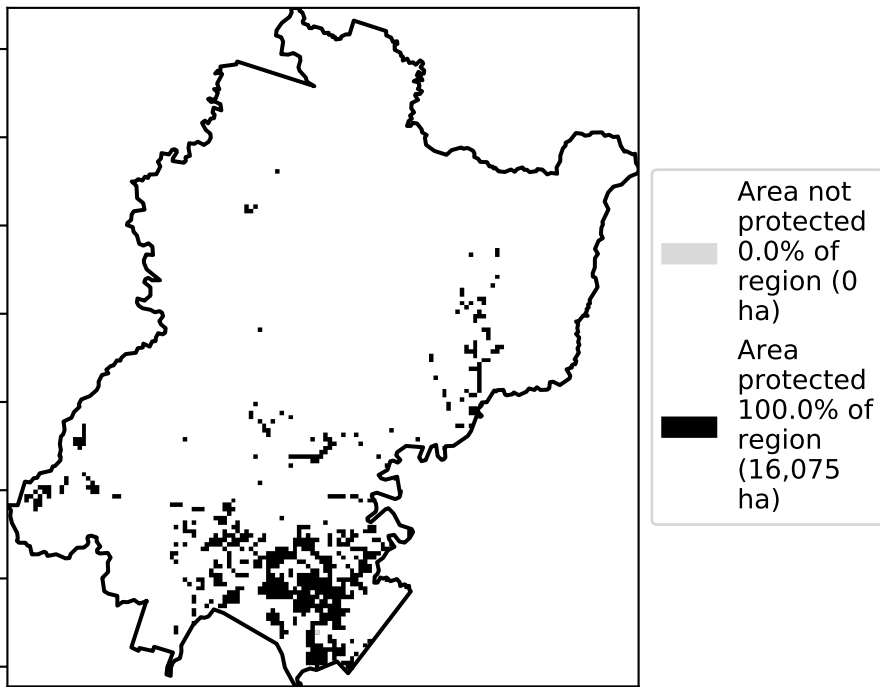 Area not
protected
0.0% of
region (0
ha)
Area
protected
100.0% of
region
(16,075
ha)